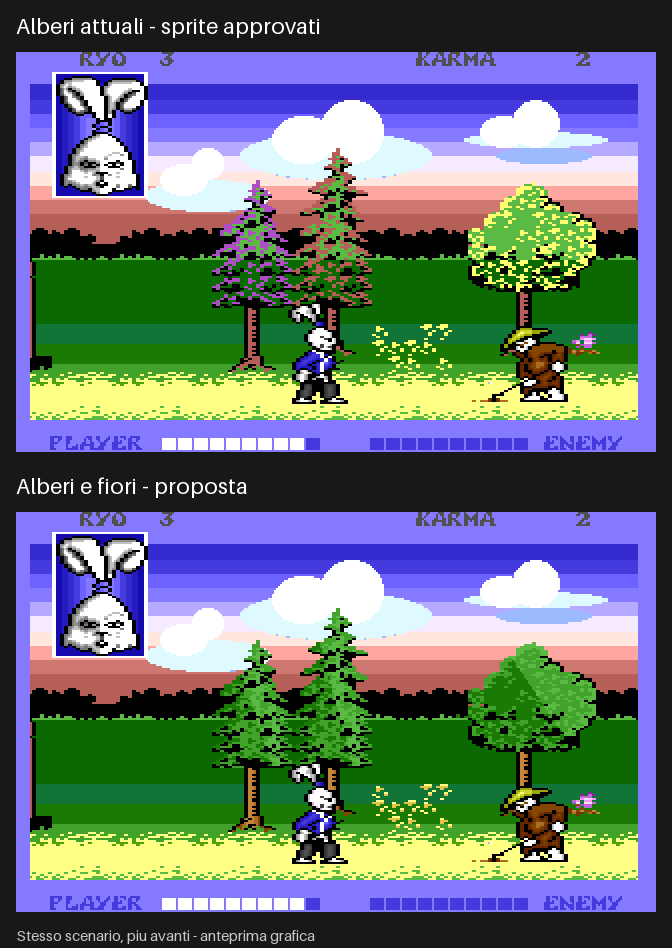 Alberi attuali - sprite approvati
RYO 3 KARMA 2
PLAYER ENEMY
Alberi e fiori - proposta
RYO 3 KARMA 2
PLAYER ENEMY
Stesso scenario, piu avanti - anteprima grafica